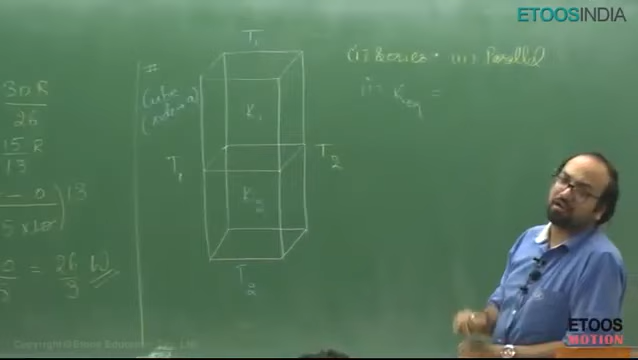 ETOOSINDIA
T₁
(i) Series (ii) Parallel
30R
26
15 R
13
(cube
(side = a)
K₁
(i) Keq =
T₁
T₂
K₂
- 0
13
= 26 W
3
T₂
ETOOS
MOTION